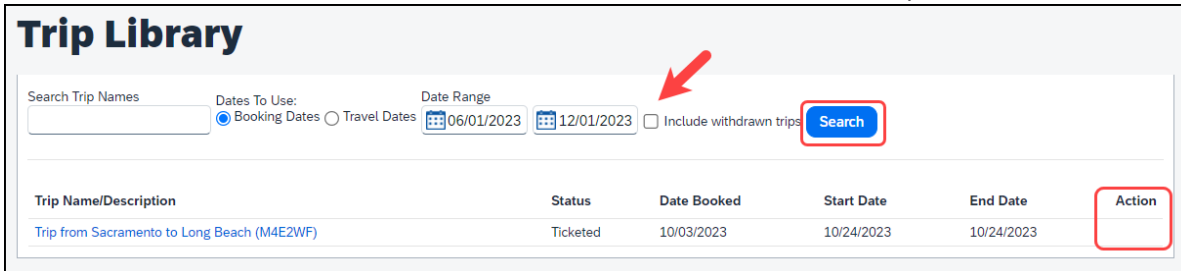 Trip Library
Search Trip Names
Dates To Use:
Date Range
Booking Dates Travel Dates 06/01/2023 12/01/2023 Include withdrawn trips Search
Trip Name/Description Status Date Booked Start Date End Date Action
Trip from Sacramento to Long Beach (M4E2WF) Ticketed 10/03/2023 10/24/2023 10/24/2023